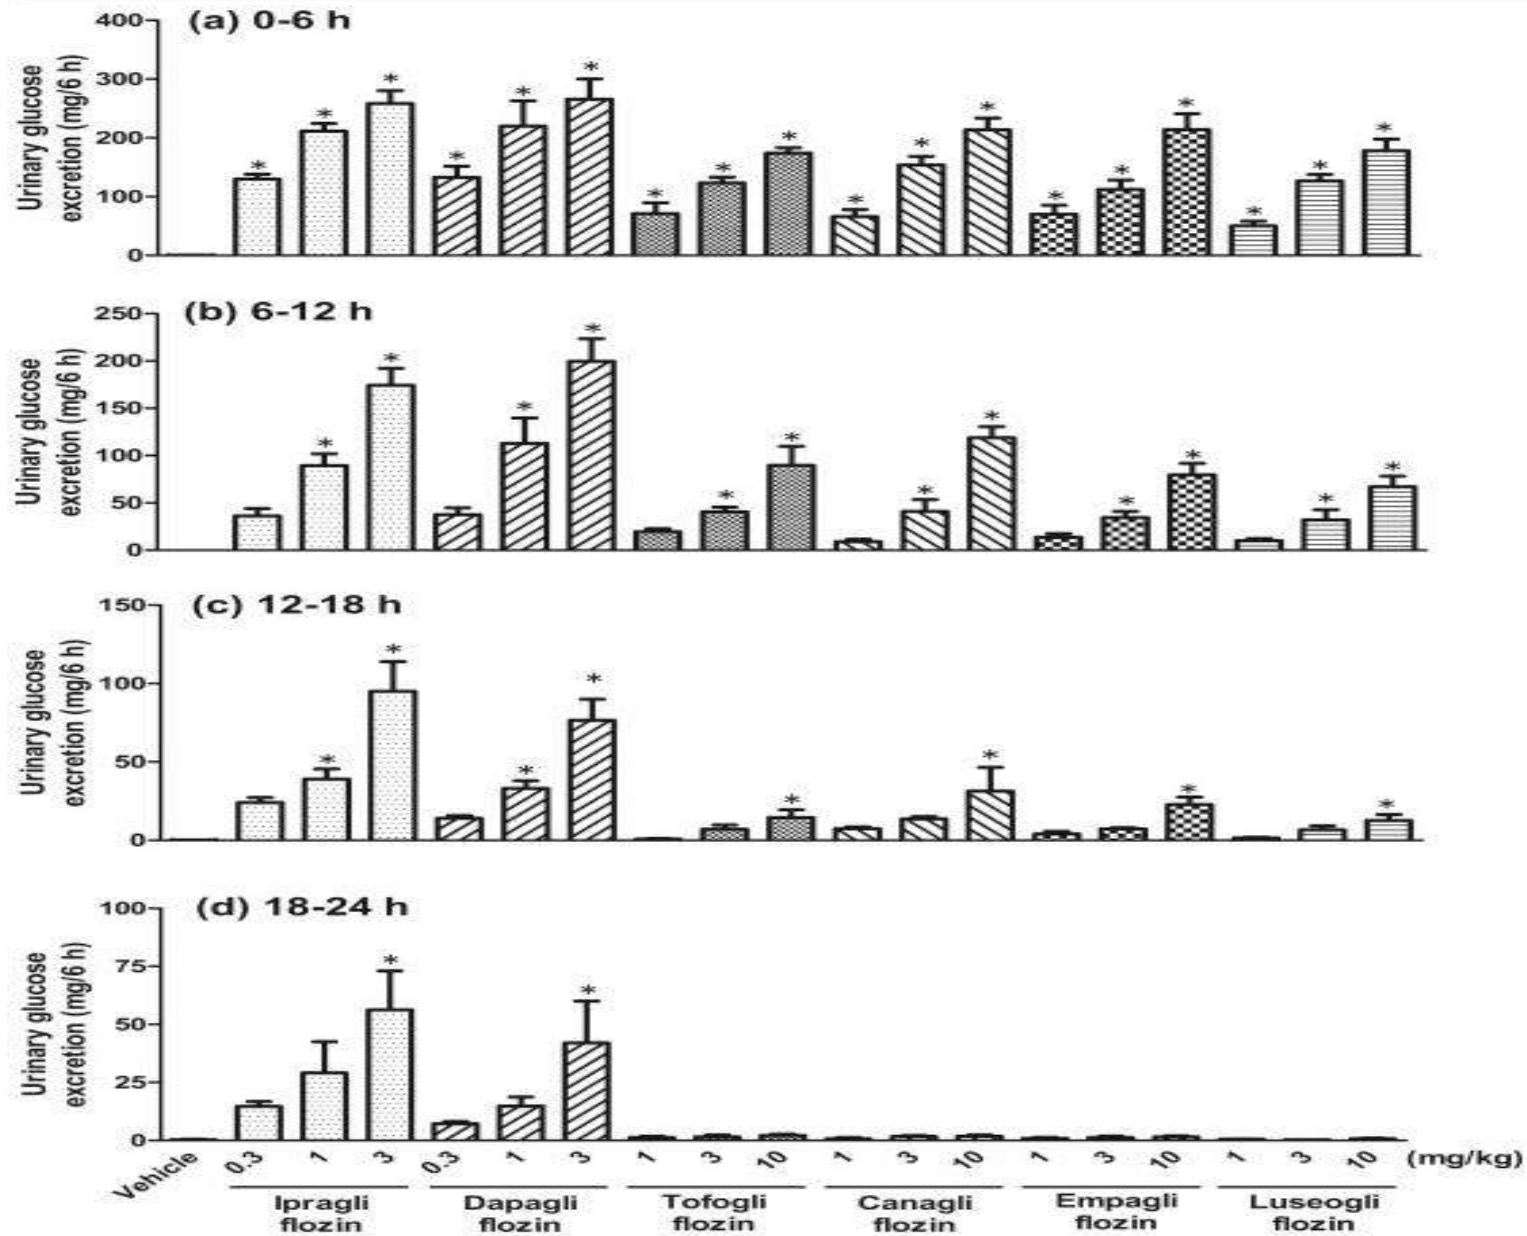 (a) 0-6 h
Urinary glucose
excretion (mg/6 h)
400
300
200
100
0
* * * * * * * * * * * * * * * * * *
(b) 6-12 h
Urinary glucose
excretion (mg/6 h)
250
200
150
100
50
0
* * * * * * * * * * * *
(c) 12-18 h
Urinary glucose
excretion (mg/6 h)
150
100
50
0
* * * * * * * *
(d) 18-24 h
Urinary glucose
excretion (mg/6 h)
100
75
50
25
0
* *
Vehicle 0.3 1 3 0.3 1 3 1 3 10 1 3 10 1 3 10 1 3 10 (mg/kg)
Ipragli Dapagli Tofogli Canagli Empagli Luseogli
flozin flozin flozin flozin flozin flozin